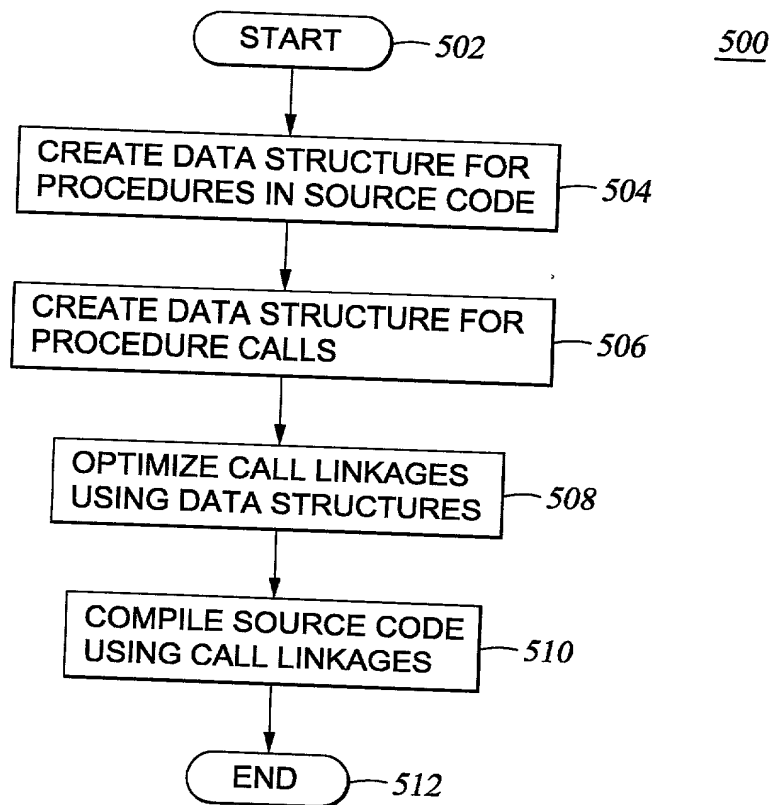 START
502
500
CREATE DATA STRUCTURE FOR
PROCEDURES IN SOURCE CODE
504
CREATE DATA STRUCTURE FOR
PROCEDURE CALLS
506
OPTIMIZE CALL LINKAGES
USING DATA STRUCTURES
508
COMPILE SOURCE CODE
USING CALL LINKAGES
510
END
512